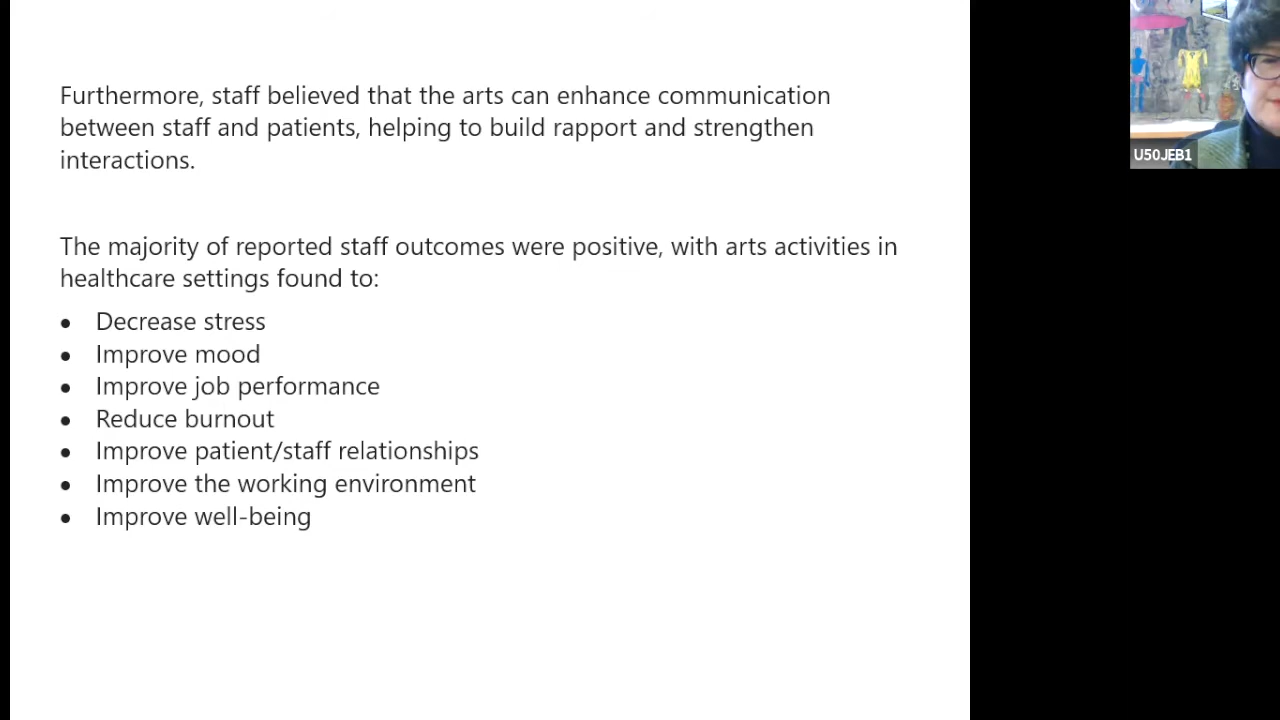 Furthermore, staff believed that the arts can enhance communication
between staff and patients, helping to build rapport and strengthen
interactions.
The majority of reported staff outcomes were positive, with arts activities in
healthcare settings found to:
• Decrease stress
• Improve mood
• Improve job performance
• Reduce burnout
• Improve patient/staff relationships
• Improve the working environment
• Improve well-being
U50JEB1